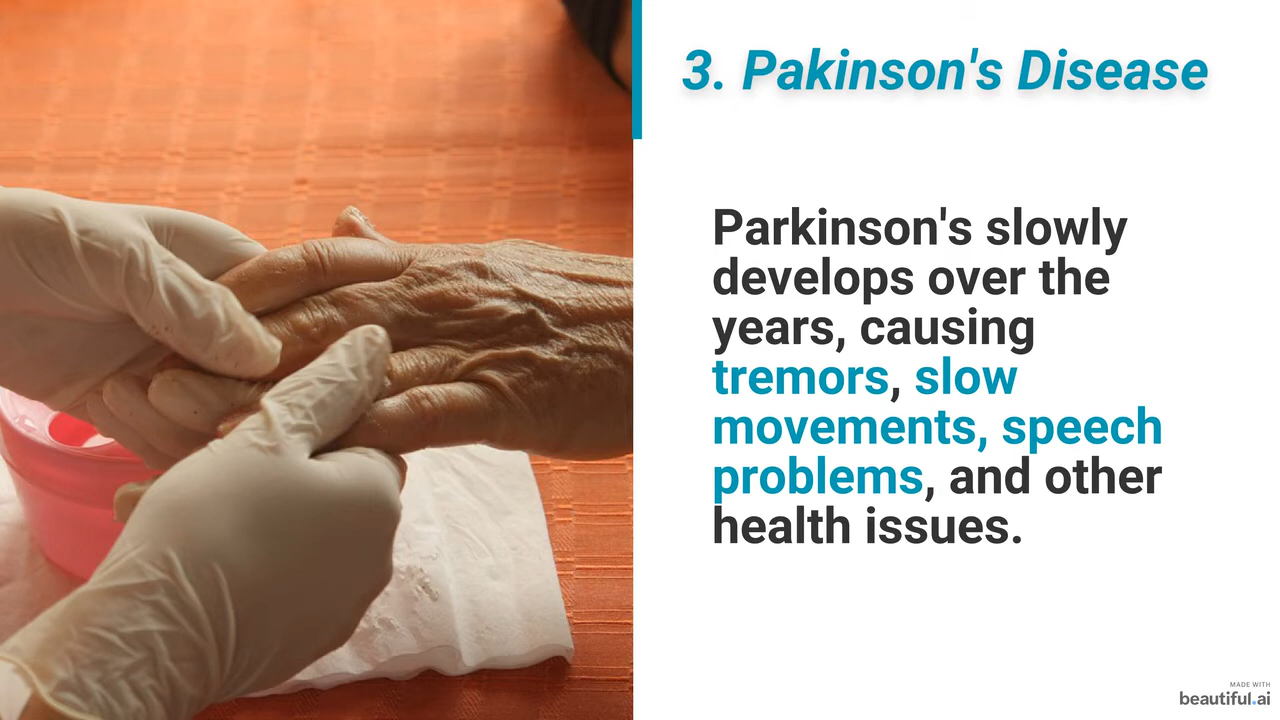 3. Pakinson's Disease
Parkinson's slowly
develops over the
years, causing
tremors, slow
movements, speech
problems, and other
health issues.
MADE WITH
beautiful.ai